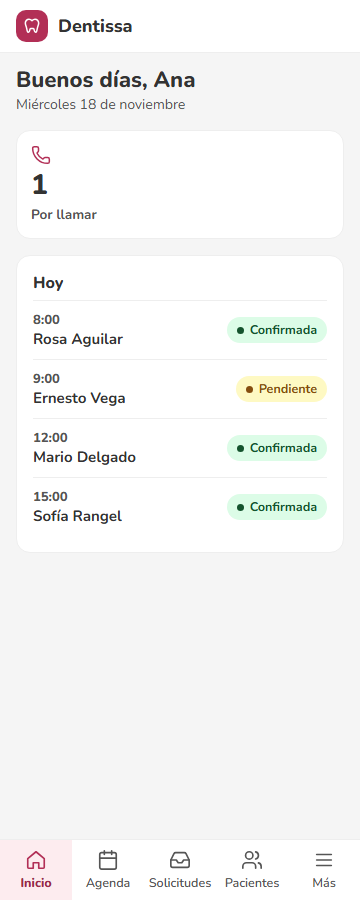 Dentissa
Buenos días, Ana
Miércoles 18 de noviembre
1
Por llamar
Hoy
8:00
Rosa Aguilar
Confirmada
9:00
Ernesto Vega
Pendiente
12:00
Mario Delgado
Confirmada
15:00
Sofía Rangel
Confirmada
Inicio
Agenda
Solicitudes
Pacientes
Más